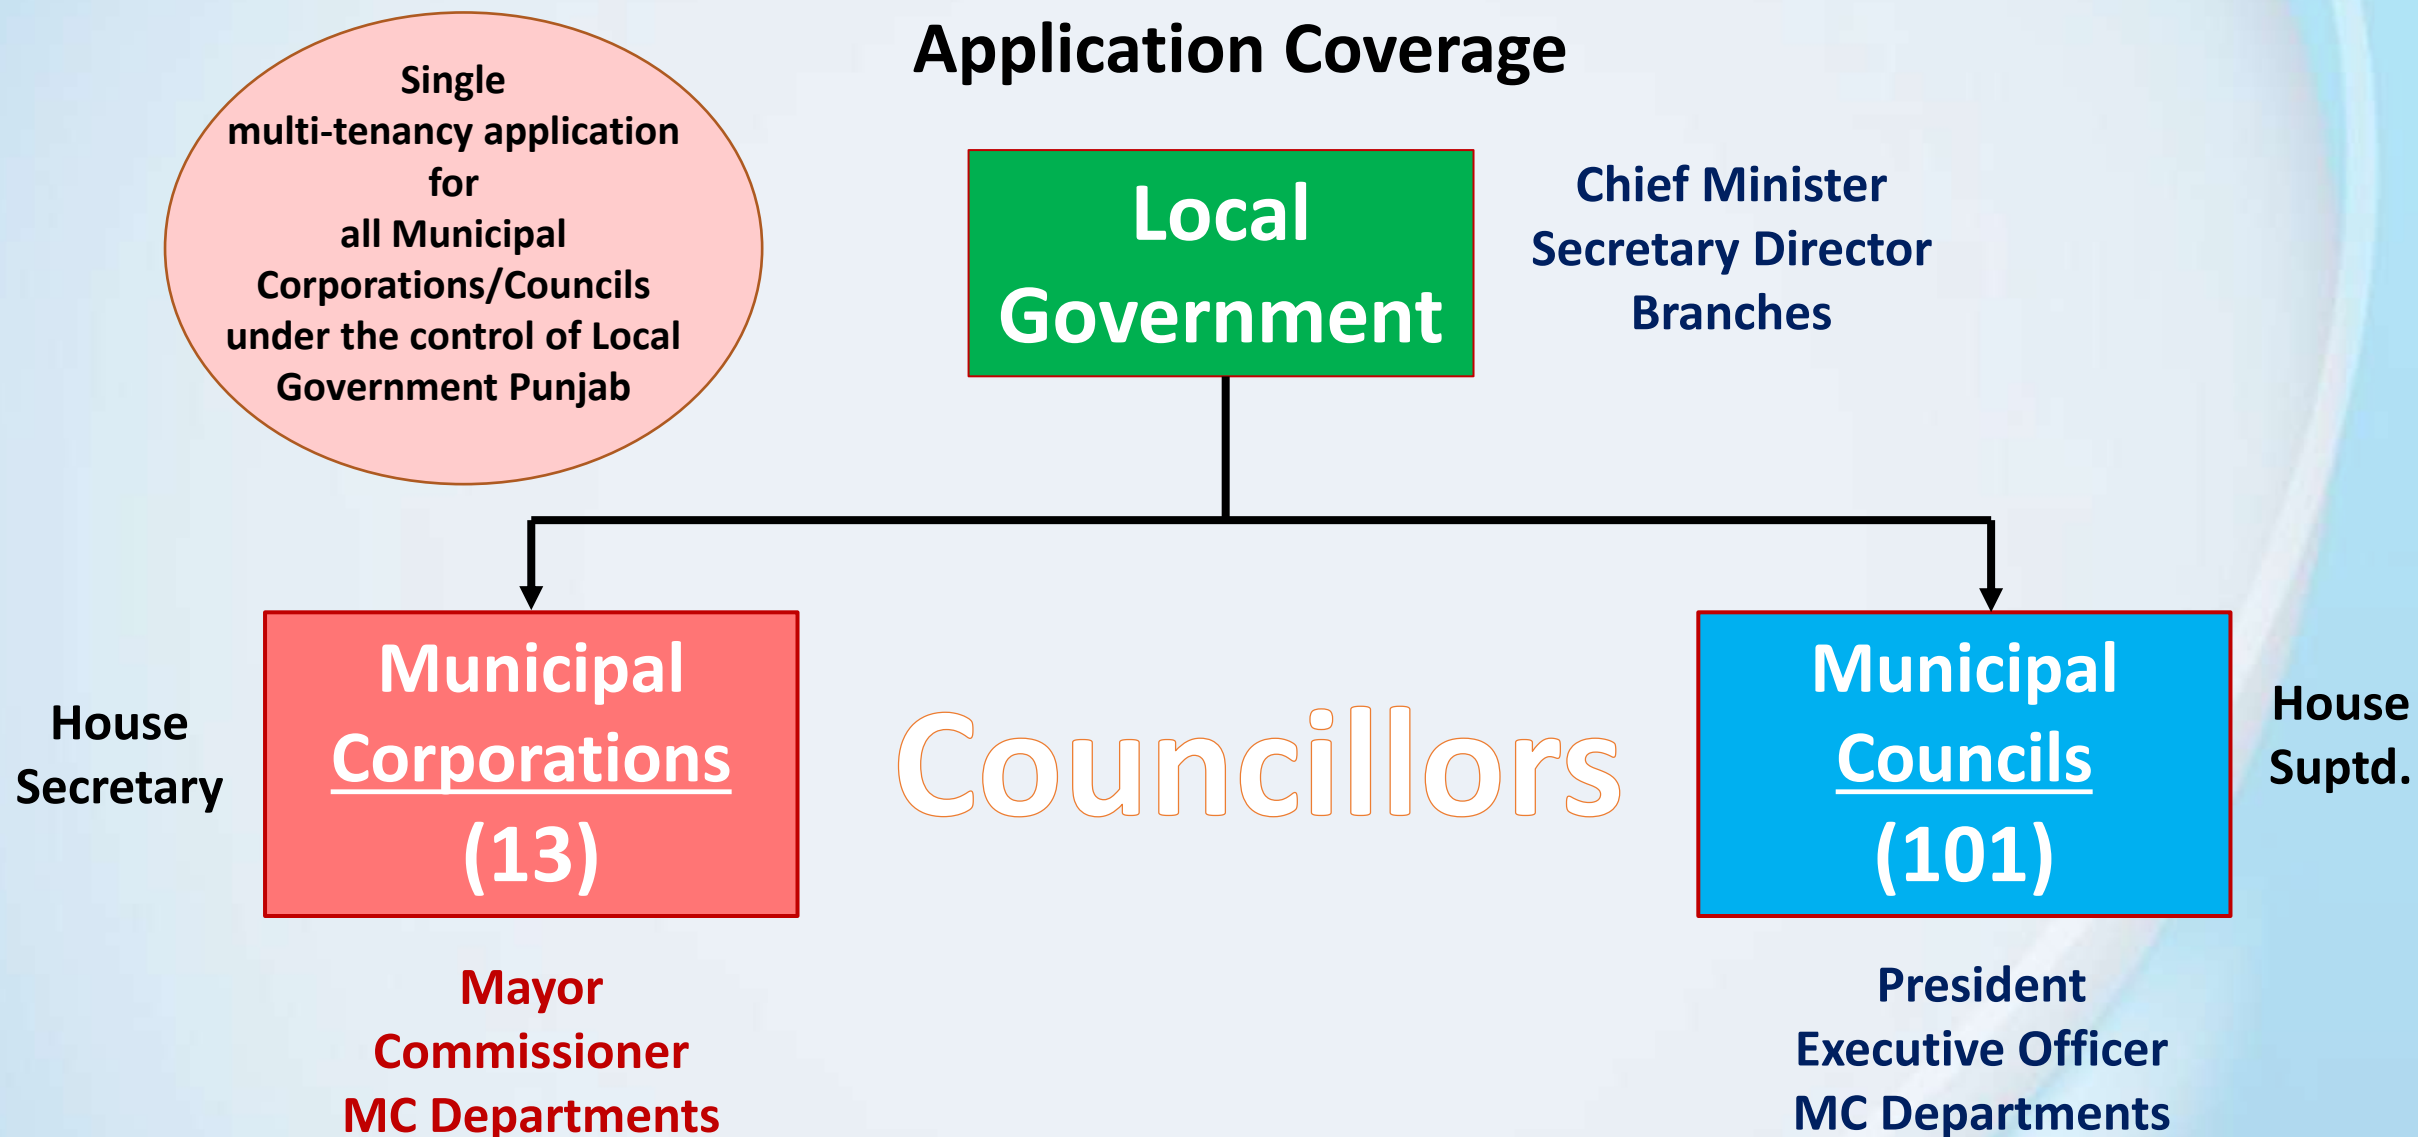 Application Coverage
Single
multi-tenancy application
for
all Municipal
Corporations/Councils
under the control of Local
Government Punjab
Local
Government
Chief Minister
Secretary Director
Branches
House
Secretary
Municipal
Corporations
(13)
Councillors
Municipal
Councils
(101)
House
Suptd.
Mayor
Commissioner
MC Departments
President
Executive Officer
MC Departments